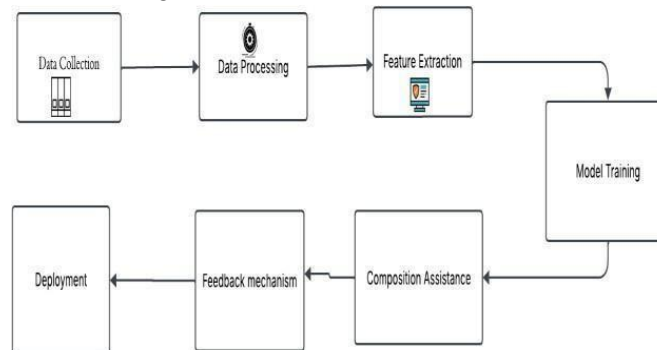 Data Collection
Data Processing
Feature Extraction
Model Training
Deployment
Feedback mechanism
Composition Assistance